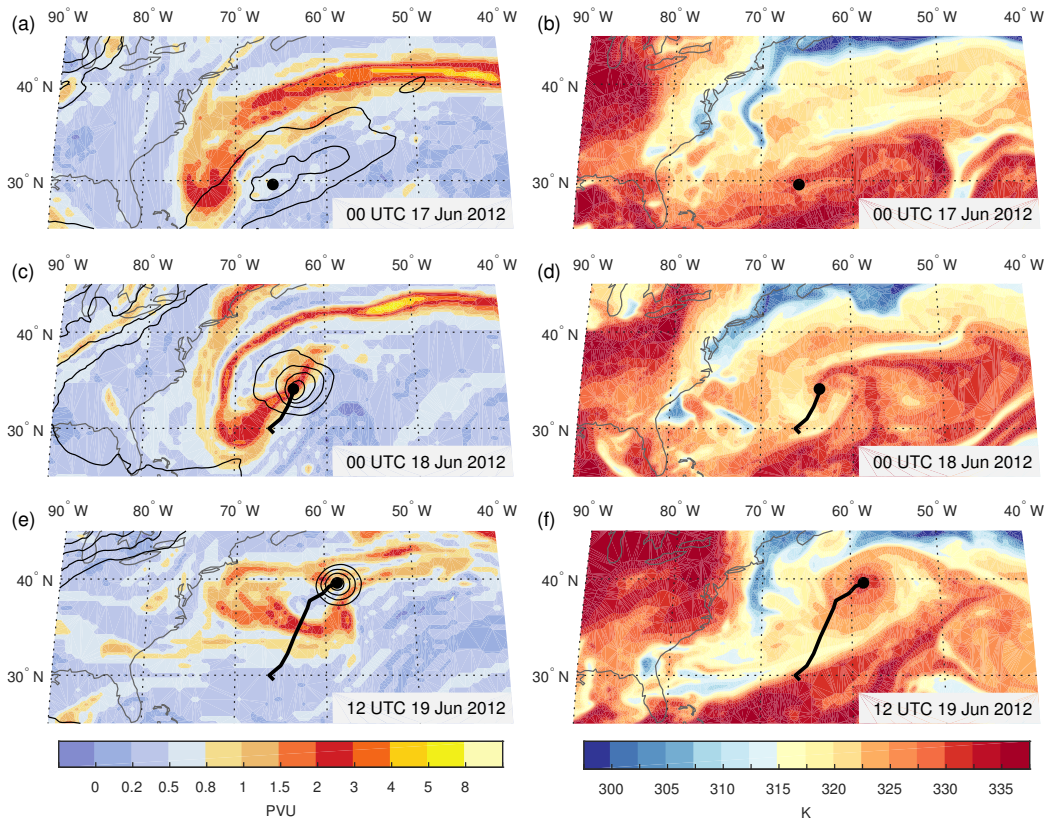 (a) 90° W 80° W 70° W 60° W 50° W 40° W
40° N
30° N
00 UTC 17 Jun 2012
(b) 90° W 80° W 70° W 60° W 50° W 40° W
40° N
30° N
00 UTC 17 Jun 2012
(c) 90° W 80° W 70° W 60° W 50° W 40° W
40° N
30° N
00 UTC 18 Jun 2012
(d) 90° W 80° W 70° W 60° W 50° W 40° W
40° N
30° N
00 UTC 18 Jun 2012
(e) 90° W 80° W 70° W 60° W 50° W 40° W
40° N
30° N
12 UTC 19 Jun 2012
(f) 90° W 80° W 70° W 60° W 50° W 40° W
40° N
30° N
12 UTC 19 Jun 2012
0 0.2 0.5 0.8 1 1.5 2 3 4 5 8
PVU
300 305 310 315 320 325 330 335
K